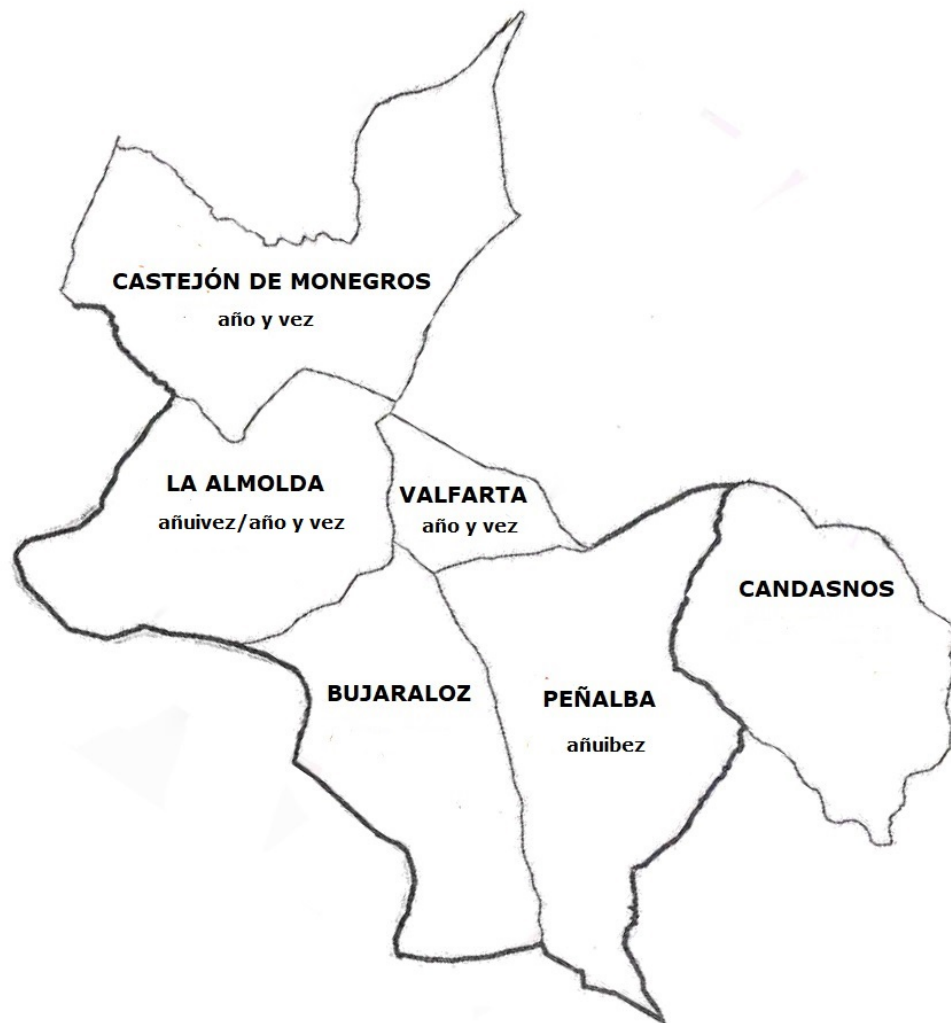 CASTEJÓN DE MONEGROS
año y vez
LA ALMOLDA
añuivez/año y vez
VALFARTA
año y vez
CANDASNOS
BUJARALOZ
PEÑALBA
añuibez